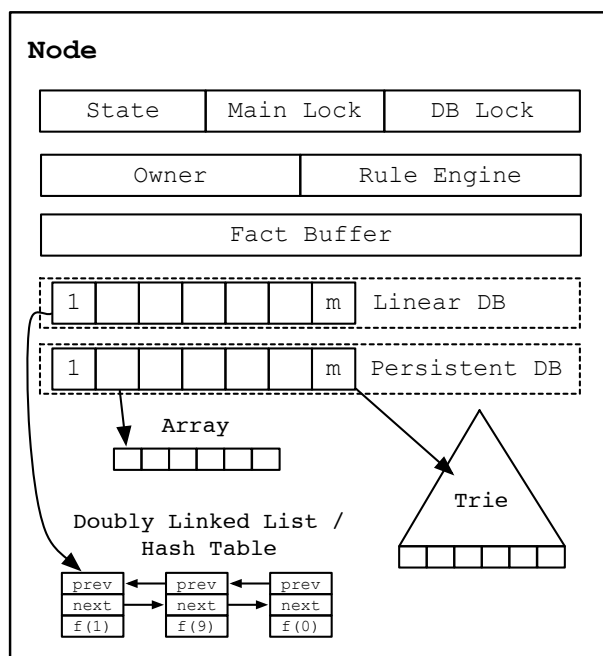 Node
State Main Lock DB Lock
Owner Rule Engine
Fact Buffer
1 m Linear DB
1 m Persistent DB
Array
Trie
Doubly Linked List /
Hash Table
prev prev prev
next next next
f(1) f(9) f(0)